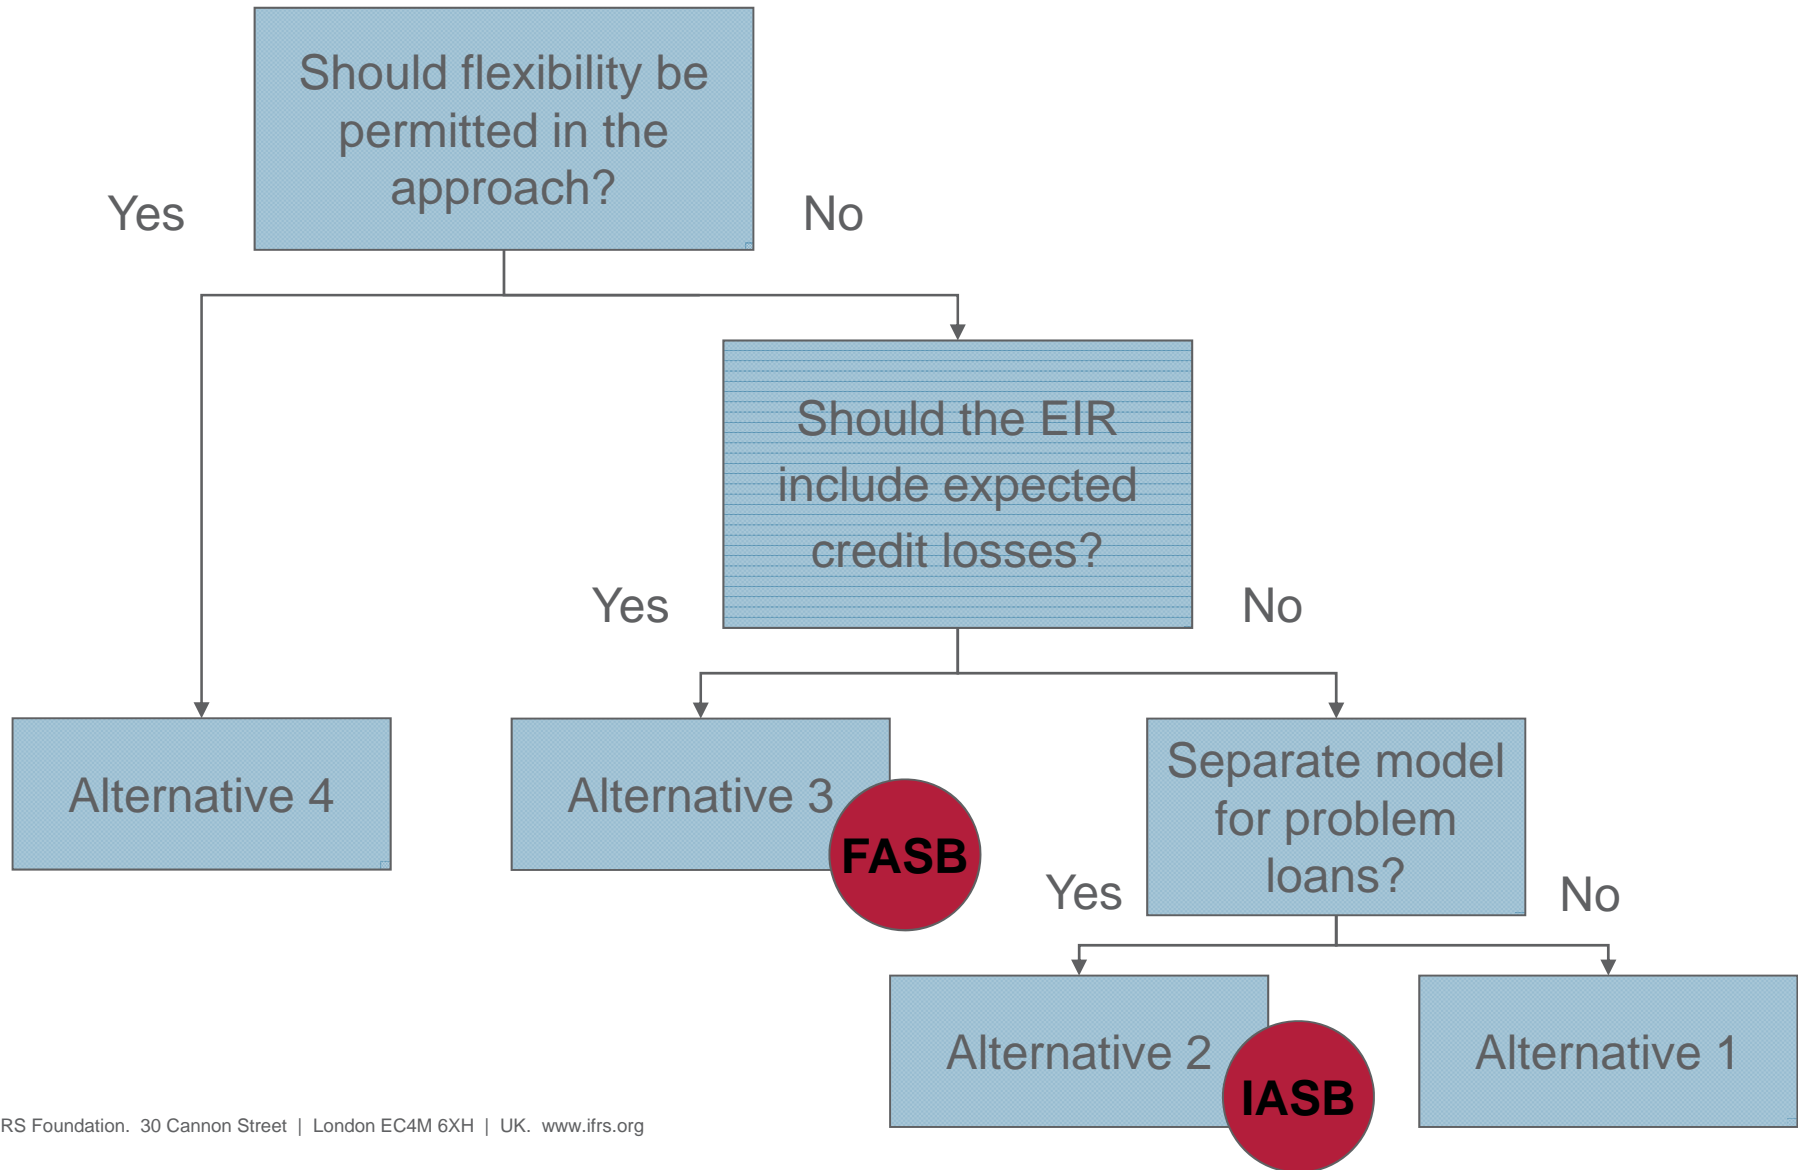 Should flexibility be
permitted in the
approach?
Yes
No
Should the EIR
include expected
credit losses?
Yes
No
Alternative 4
Alternative 3
FASB
Separate model
for problem
loans?
Yes
No
Alternative 2
IASB
Alternative 1
RS Foundation. 30 Cannon Street | London EC4M 6XH | UK. www.ifrs.org